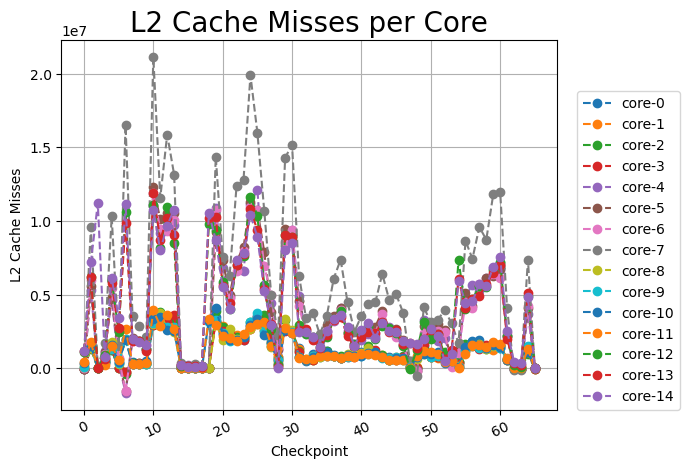 L2 Cache Misses per Core
1e7
2.0
1.5
1.0
0.5
0.0
L2 Cache Misses
0
10
20
30
40
50
60
Checkpoint
core-0
core-1
core-2
core-3
core-4
core-5
core-6
core-7
core-8
core-9
core-10
core-11
core-12
core-13
core-14